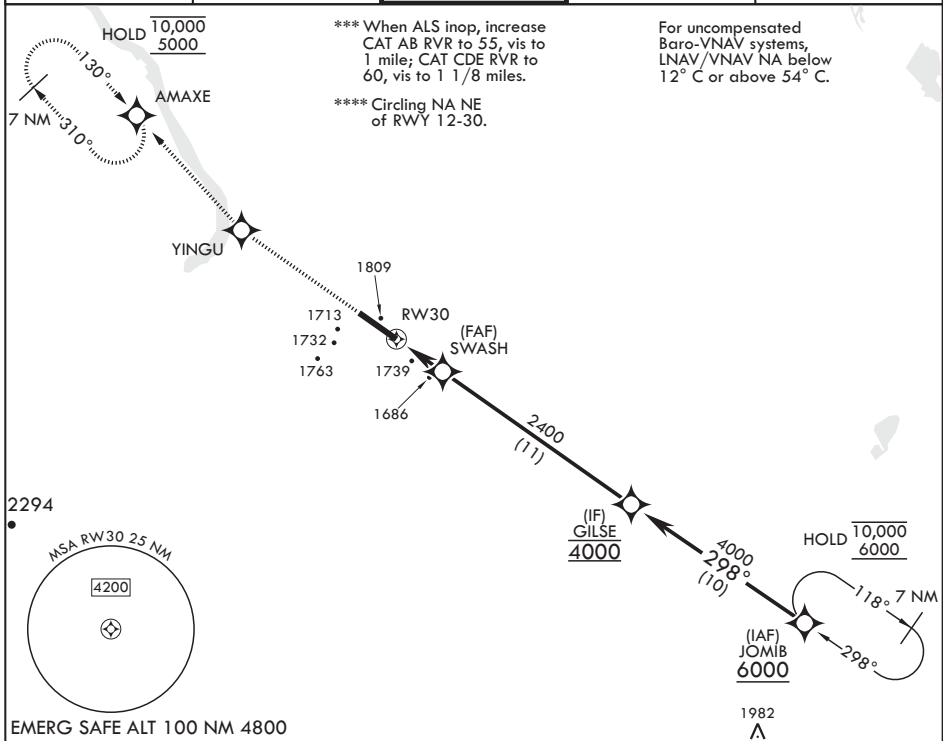 HOLD 10,000
5000
130°
AMAXE
7 NM
310°
*** When ALS inop, increase
CAT AB RVR to 55, vis to
1 mile; CAT CDE RVR to
60, vis to 1 1/8 miles.
**** Circling NA NE
of RWY 12-30.
For uncompensated
Baro-VNAV systems,
LNAV/VNAV NA below
12° C or above 54° C.
YINGU
1809
1713
RW30
1732
(FAF)
SWASH
1763
1739
1686
2400
(11)
2294
(IF)
GILSE
4000
4000
298°
(10)
HOLD 10,000
6000
118°
7 NM
298°
(IAF)
JOMIB
6000
1982
MSA RW30 25 NM
4200
EMERG SAFE ALT 100 NM 4800